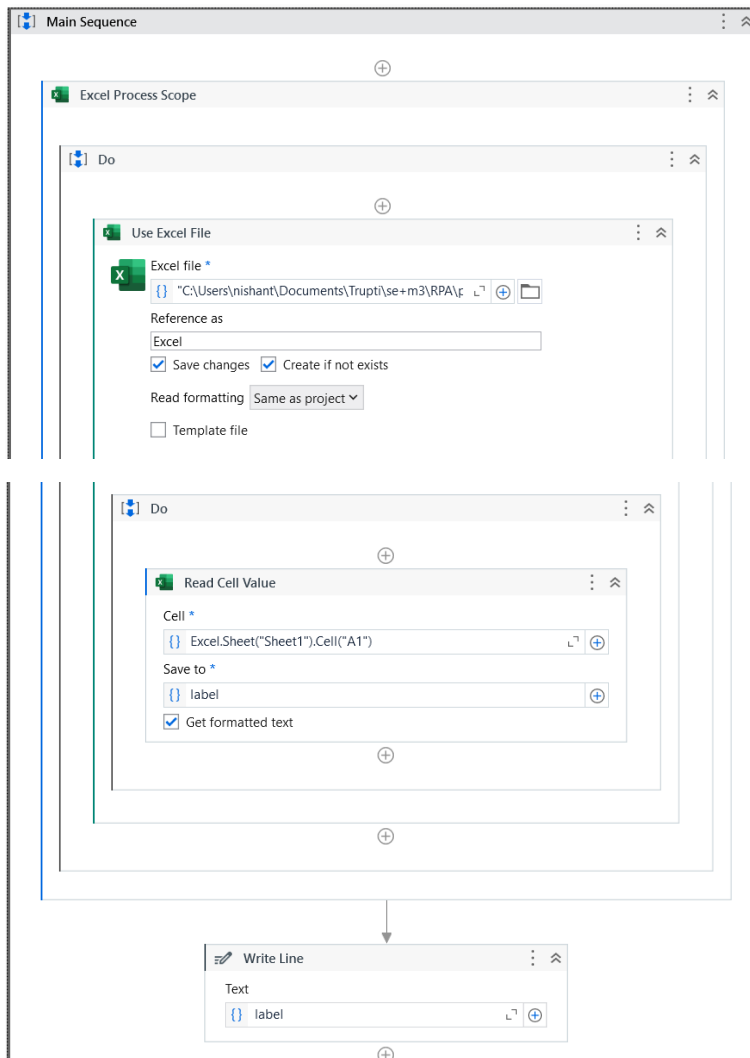 Main Sequence
Excel Process Scope
Do
Use Excel File
Excel file *
"C:\Users\nishant\Documents\Trupti\se+m3\RPA\p
Reference as
Excel
Save changes Create if not exists
Read formatting Same as project
Template file
Do
Read Cell Value
Cell *
Excel.Sheet("Sheet1").Cell("A1")
Save to *
label
Get formatted text
Write Line
Text
label